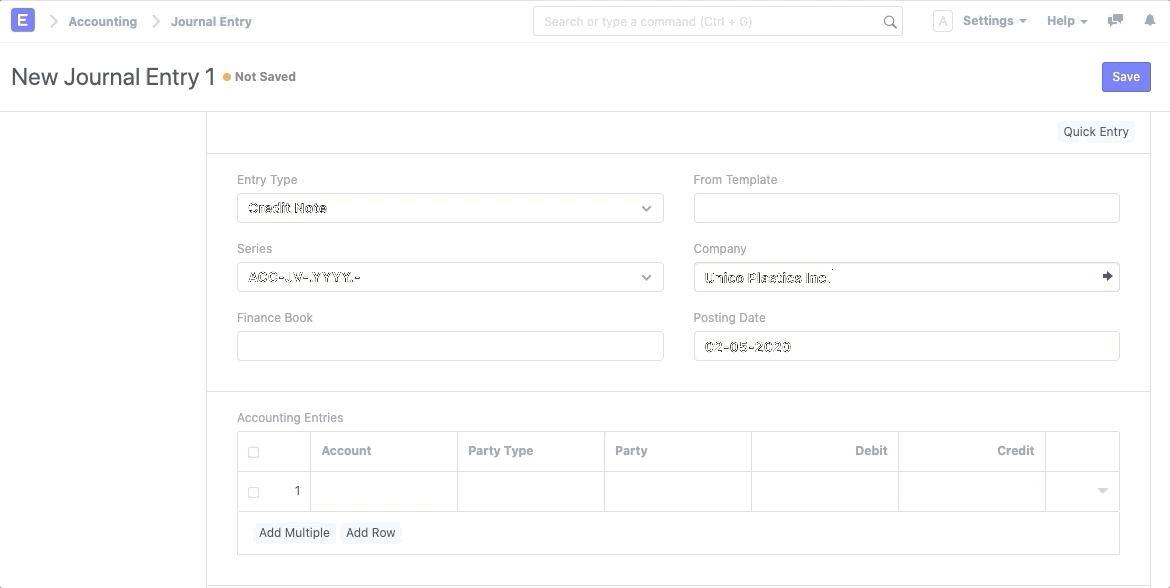 E Accounting Journal Entry Search or type a command (Ctrl + G) A Settings Help
New Journal Entry 1 Not Saved Save
Quick Entry
Entry Type From Template
Credit Note
Series Company
ACC-JV-.YYYY.- Unico Plastics Inc.
Finance Book Posting Date
02-05-2020
Accounting Entries
Account Party Type Party Debit Credit
1
Add Multiple Add Row